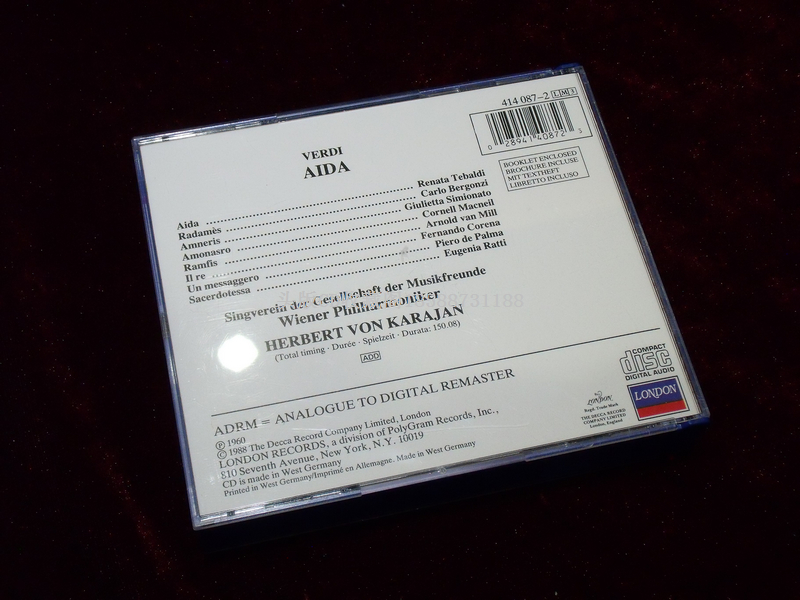 414 087-2 L M 3
0 28941 40872 3
BOOKLET ENCLOSED
BROCHURE INCLUSE
MIT TEXTHEFT
LIBRETTO INCLUSO
VERDI
AIDA
Aida ........ Renata Tebaldi
Radamès ........ Carlo Bergonzi
Amneris ........ Giulietta Simionato
Amonasro ........ Cornell Macneil
Ramfis ........ Arnold van Mill
Il re ........ Fernando Corena
Un messaggero ........ Piero de Palma
Sacerdotessa ........ Eugenia Ratti
Singverein der Gesellschaft der Musikfreunde
Wiener Philharmoniker
HERBERT VON KARAJAN
(Total timing · Durée · Spielzeit · Durata: 150.08)
ADD
ADRM = ANALOGUE TO DIGITAL REMASTER
℗ 1960
© 1988 The Decca Record Company Limited, London
LONDON RECORDS, a division of PolyGram Records, Inc.,
810 Seventh Avenue, New York, N.Y. 10019
CD is made in West Germany
Printed in West Germany/Imprimé en Allemagne. Made in West Germany
COMPACT
disc
DIGITAL AUDIO
LONDON
Regd. Trade Mark
THE DECCA RECORD
COMPANY LIMITED
London, England
LONDON